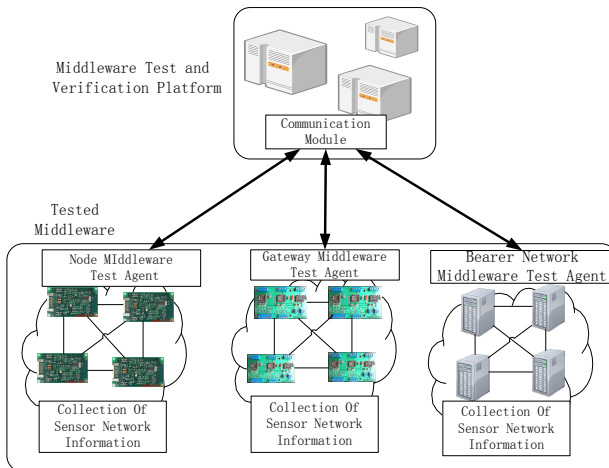 Middleware Test and
Verification Platform
Communication
Module
Tested
Middleware
Node MIddleware
Test Agent
Gateway Middleware
Test Agent
Bearer Network
Middleware Test Agent
Collection Of
Sensor Network
Information
Collection Of
Sensor Network
Information
Collection Of
Sensor Network
Information